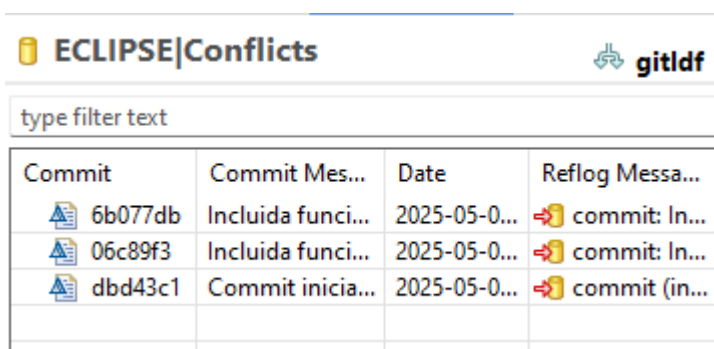 ECLIPSE|Conflicts gitIdf
type filter text
Commit Commit Mes... Date Reflog Messa...
6b077db Incluida funci... 2025-05-0... commit: In...
06c89f3 Incluida funci... 2025-05-0... commit: In...
dbd43c1 Commit inicia... 2025-05-0... commit (in...